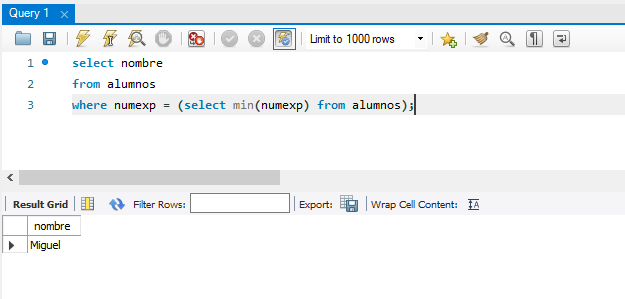 Query 1
Limit to 1000 rows
1 select nombre
2 from alumnos
3 where numexp = (select min(numexp) from alumnos);
Result Grid Filter Rows: Export: Wrap Cell Content:
nombre
Miguel